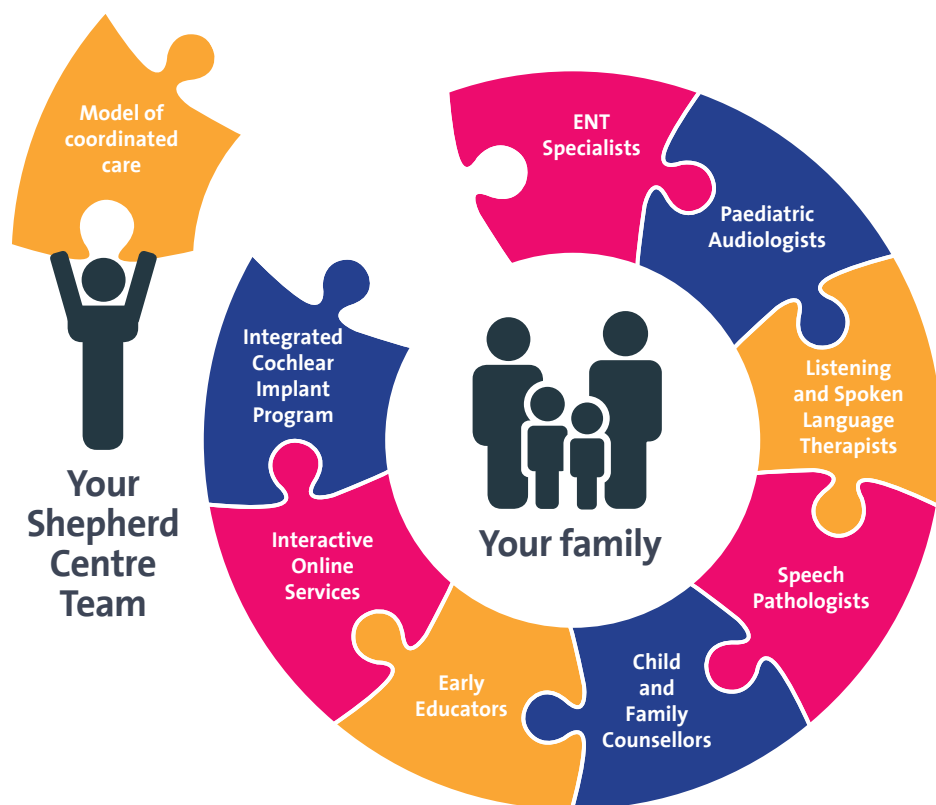 Model of
coordinated
care
ENT
Specialists
Paediatric
Audiologists
Listening
and Spoken
Language
Therapists
Speech
Pathologists
Child
and
Family
Counsellors
Early
Educators
Interactive
Online
Services
Integrated
Cochlear
Implant
Program
Your
Shepherd
Centre
Team
Your family